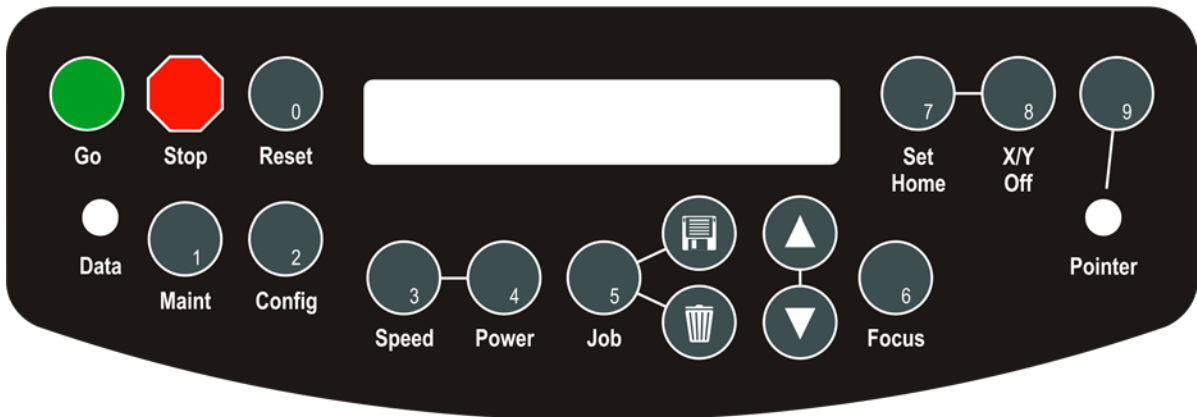 0
7
8
9
Go
Stop
Reset
Set
Home
X/Y
Off
1
2
Data
Maint
Config
Pointer
3
4
5
6
Speed
Power
Job
Focus